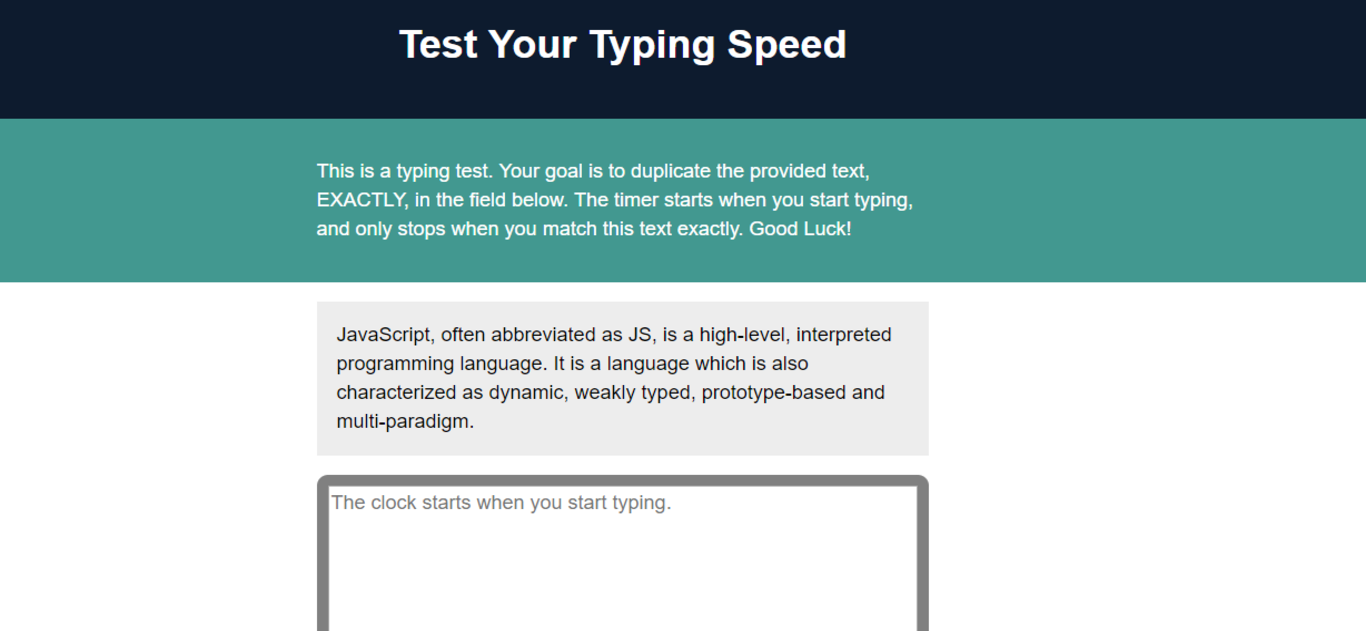 Test Your Typing Speed
This is a typing test. Your goal is to duplicate the provided text,
EXACTLY, in the field below. The timer starts when you start typing,
and only stops when you match this text exactly. Good Luck!
JavaScript, often abbreviated as JS, is a high-level, interpreted
programming language. It is a language which is also
characterized as dynamic, weakly typed, prototype-based and
multi-paradigm.
The clock starts when you start typing.